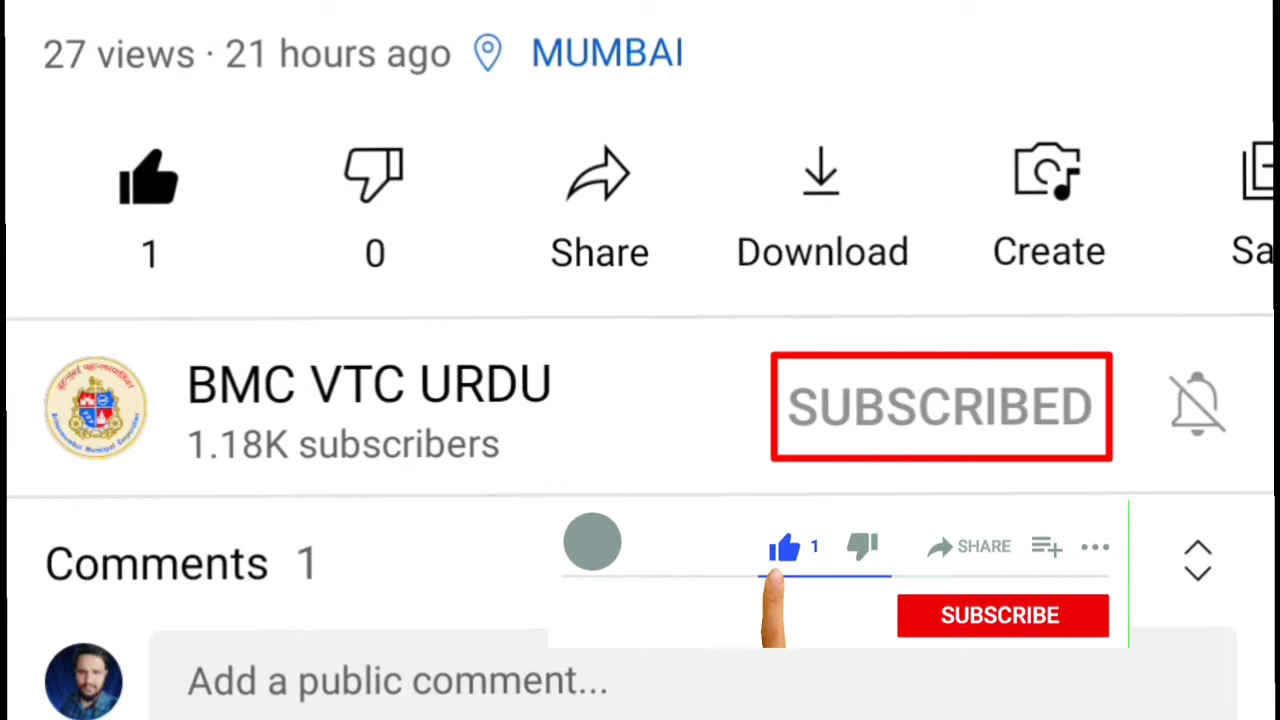 27 views · 21 hours ago MUMBAI
1
0
Share
Download
Create
Sa
BMC VTC URDU
1.18K subscribers
SUBSCRIBED
Comments 1
1
SHARE
SUBSCRIBE
Add a public comment...